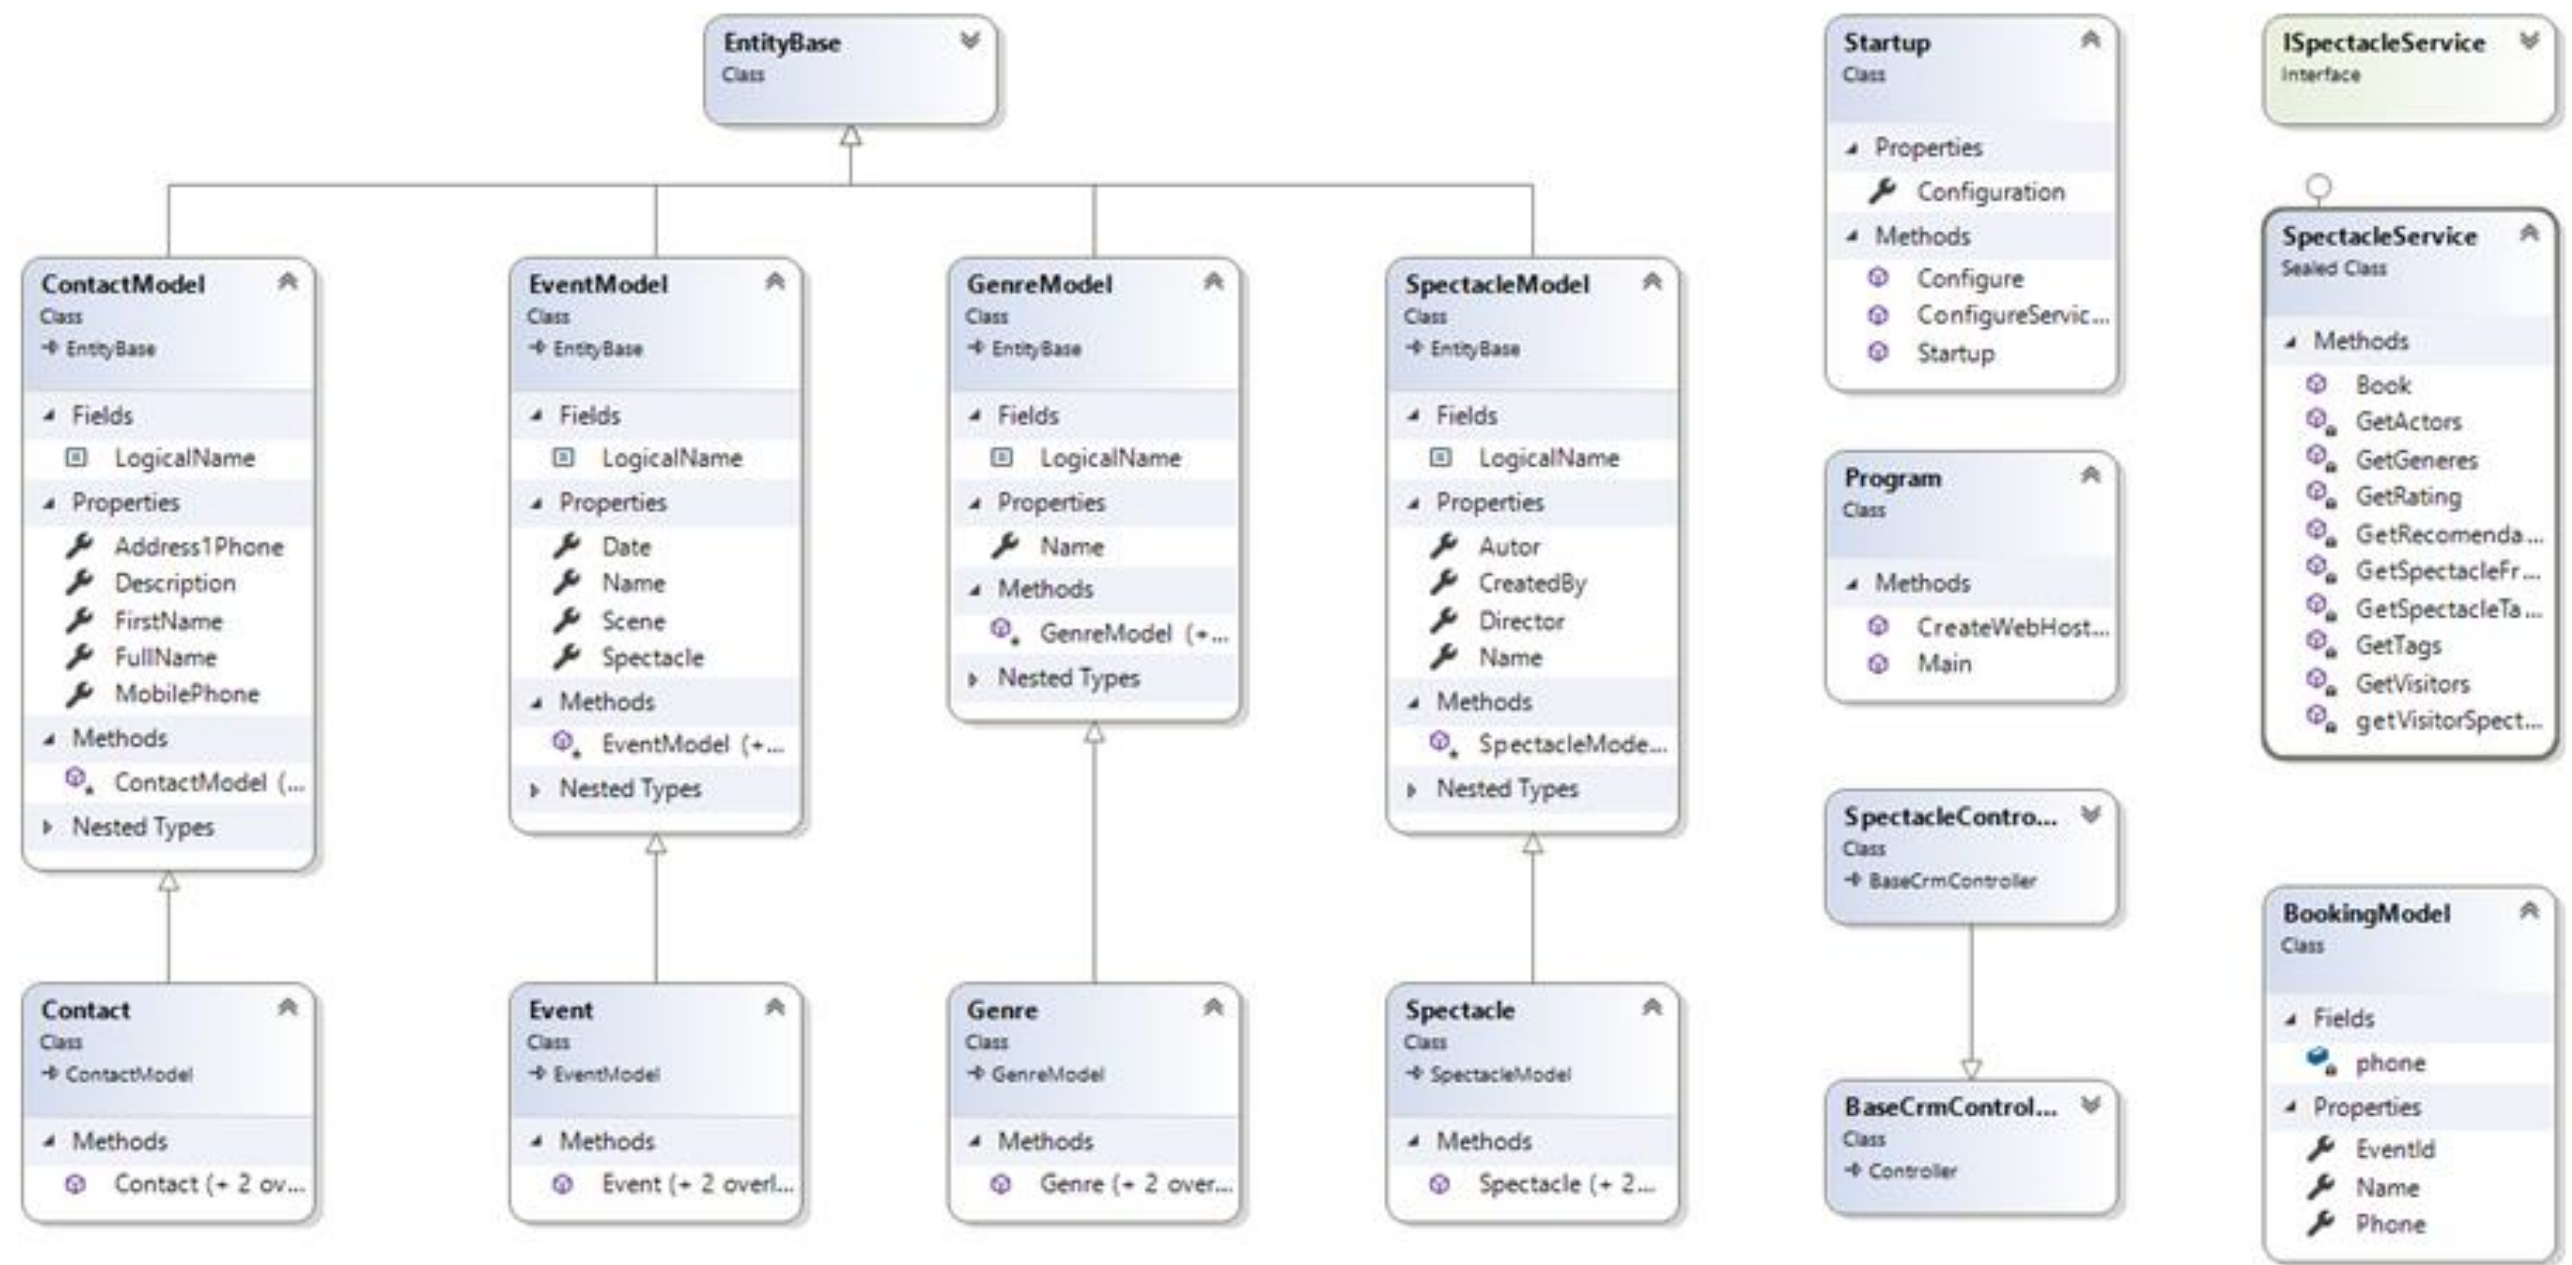 EntityBase
Class
ContactModel
Class
EntityBase
Fields
LogicalName
Properties
Address1Phone
Description
FirstName
FullName
MobilePhone
Methods
ContactModel (...
Nested Types
EventModel
Class
EntityBase
Fields
LogicalName
Properties
Date
Name
Scene
Spectacle
Methods
EventModel (+...
Nested Types
GenreModel
Class
EntityBase
Fields
LogicalName
Properties
Name
Methods
GenreModel (+...
Nested Types
SpectacleModel
Class
EntityBase
Fields
LogicalName
Properties
Autor
CreatedBy
Director
Name
Methods
SpectacleMode...
Nested Types
Contact
Class
ContactModel
Methods
Contact (+ 2 ov...
Event
Class
EventModel
Methods
Event (+ 2 overl...
Genre
Class
GenreModel
Methods
Genre (+ 2 over...
Spectacle
Class
SpectacleModel
Methods
Spectacle (+ 2...
Startup
Class
Properties
Configuration
Methods
Configure
ConfigureServic...
Startup
Program
Class
Methods
CreateWebHost...
Main
SpectacleContro...
Class
BaseCrmController
BaseCrmControl...
Class
Controller
ISpectacleService
Interface
SpectacleService
Sealed Class
Methods
Book
GetActors
GetGeneres
GetRating
GetRecomenda...
GetSpectacleFr...
GetSpectacleTa...
GetTags
GetVisitors
getVisitorSpect...
BookingModel
Class
Fields
phone
Properties
EventId
Name
Phone